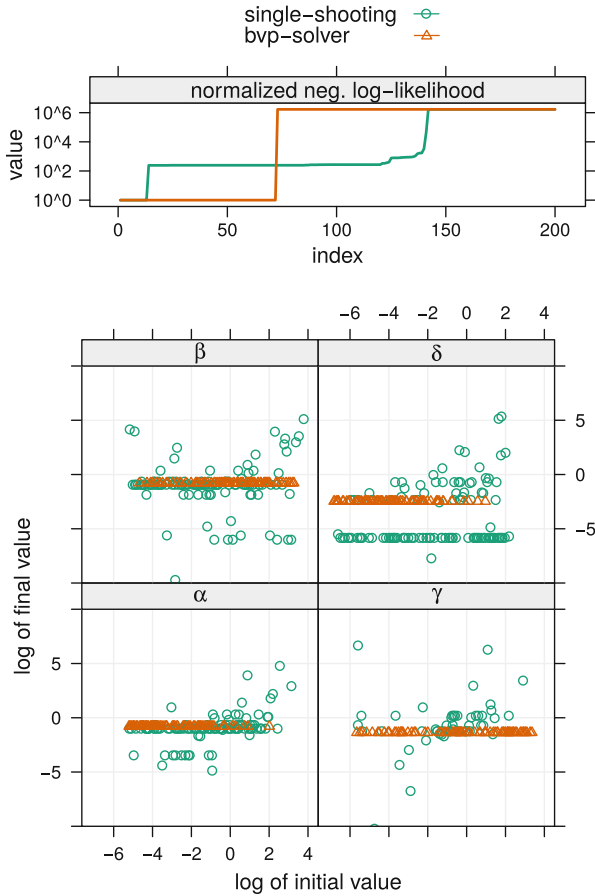 single−shooting
bvp−solver
normalized neg. log−likelihood
value
10^6
10^4
10^2
10^0
0 50 100 150 200
index
−6 −4 −2 0 2 4
β δ
5
0
−5
α γ
log of final value
5
0
−5
−6 −4 −2 0 2 4
log of initial value